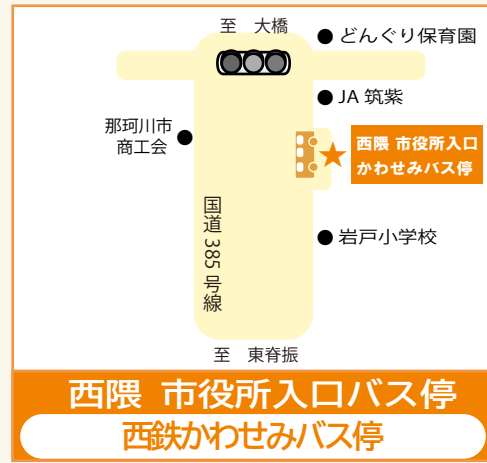 至 大橋
どんぐり保育園
JA 筑紫
那珂川市
商工会
西隈 市役所入口
かわせみバス停
国道 385 号線
岩戸小学校
至 東脊振
西隈 市役所入口バス停
西鉄かわせみバス停